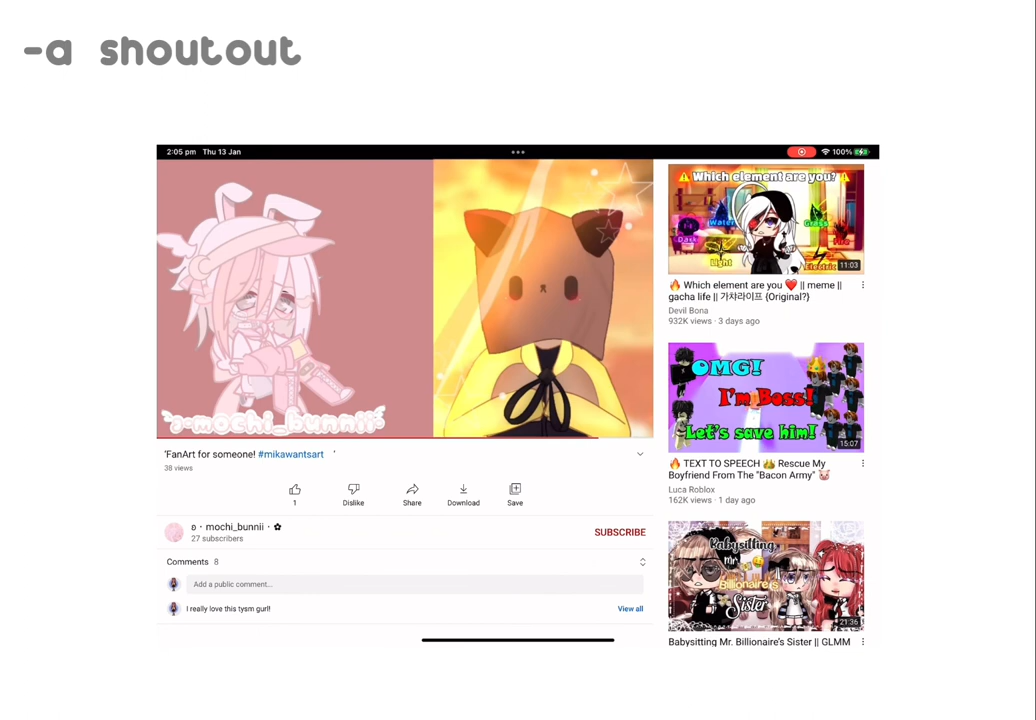 -a shoutout
2:05 pm Thu 13 Jan
100%
ʚ-mochi_bunnii
'FanArt for someone! #mikawantsart '
38 views
1
Dislike
Share
Download
Save
ʚ · mochi_bunnii · ✿
27 subscribers
SUBSCRIBE
Comments 8
Add a public comment...
I really love this tysm gurl!
View all
⚠️Which element are you?⚠️
Water
Grass
Dark
Fire
Light
Electric
11:03
🔥 Which element are you ❤️ || meme ||
gacha life || 가챠라이프 {Original?}
Devil Bona
932K views · 3 days ago
OMG!
I'm Boss!
Let's save him!
15:07
🔥 TEXT TO SPEECH 👑 Rescue My
Boyfriend From The "Bacon Army" 🐷
Luca Roblox
162K views · 1 day ago
Babysitting
mr.
Billionaire's
Sister
21:36
Babysitting Mr. Billionaire's Sister || GLMM